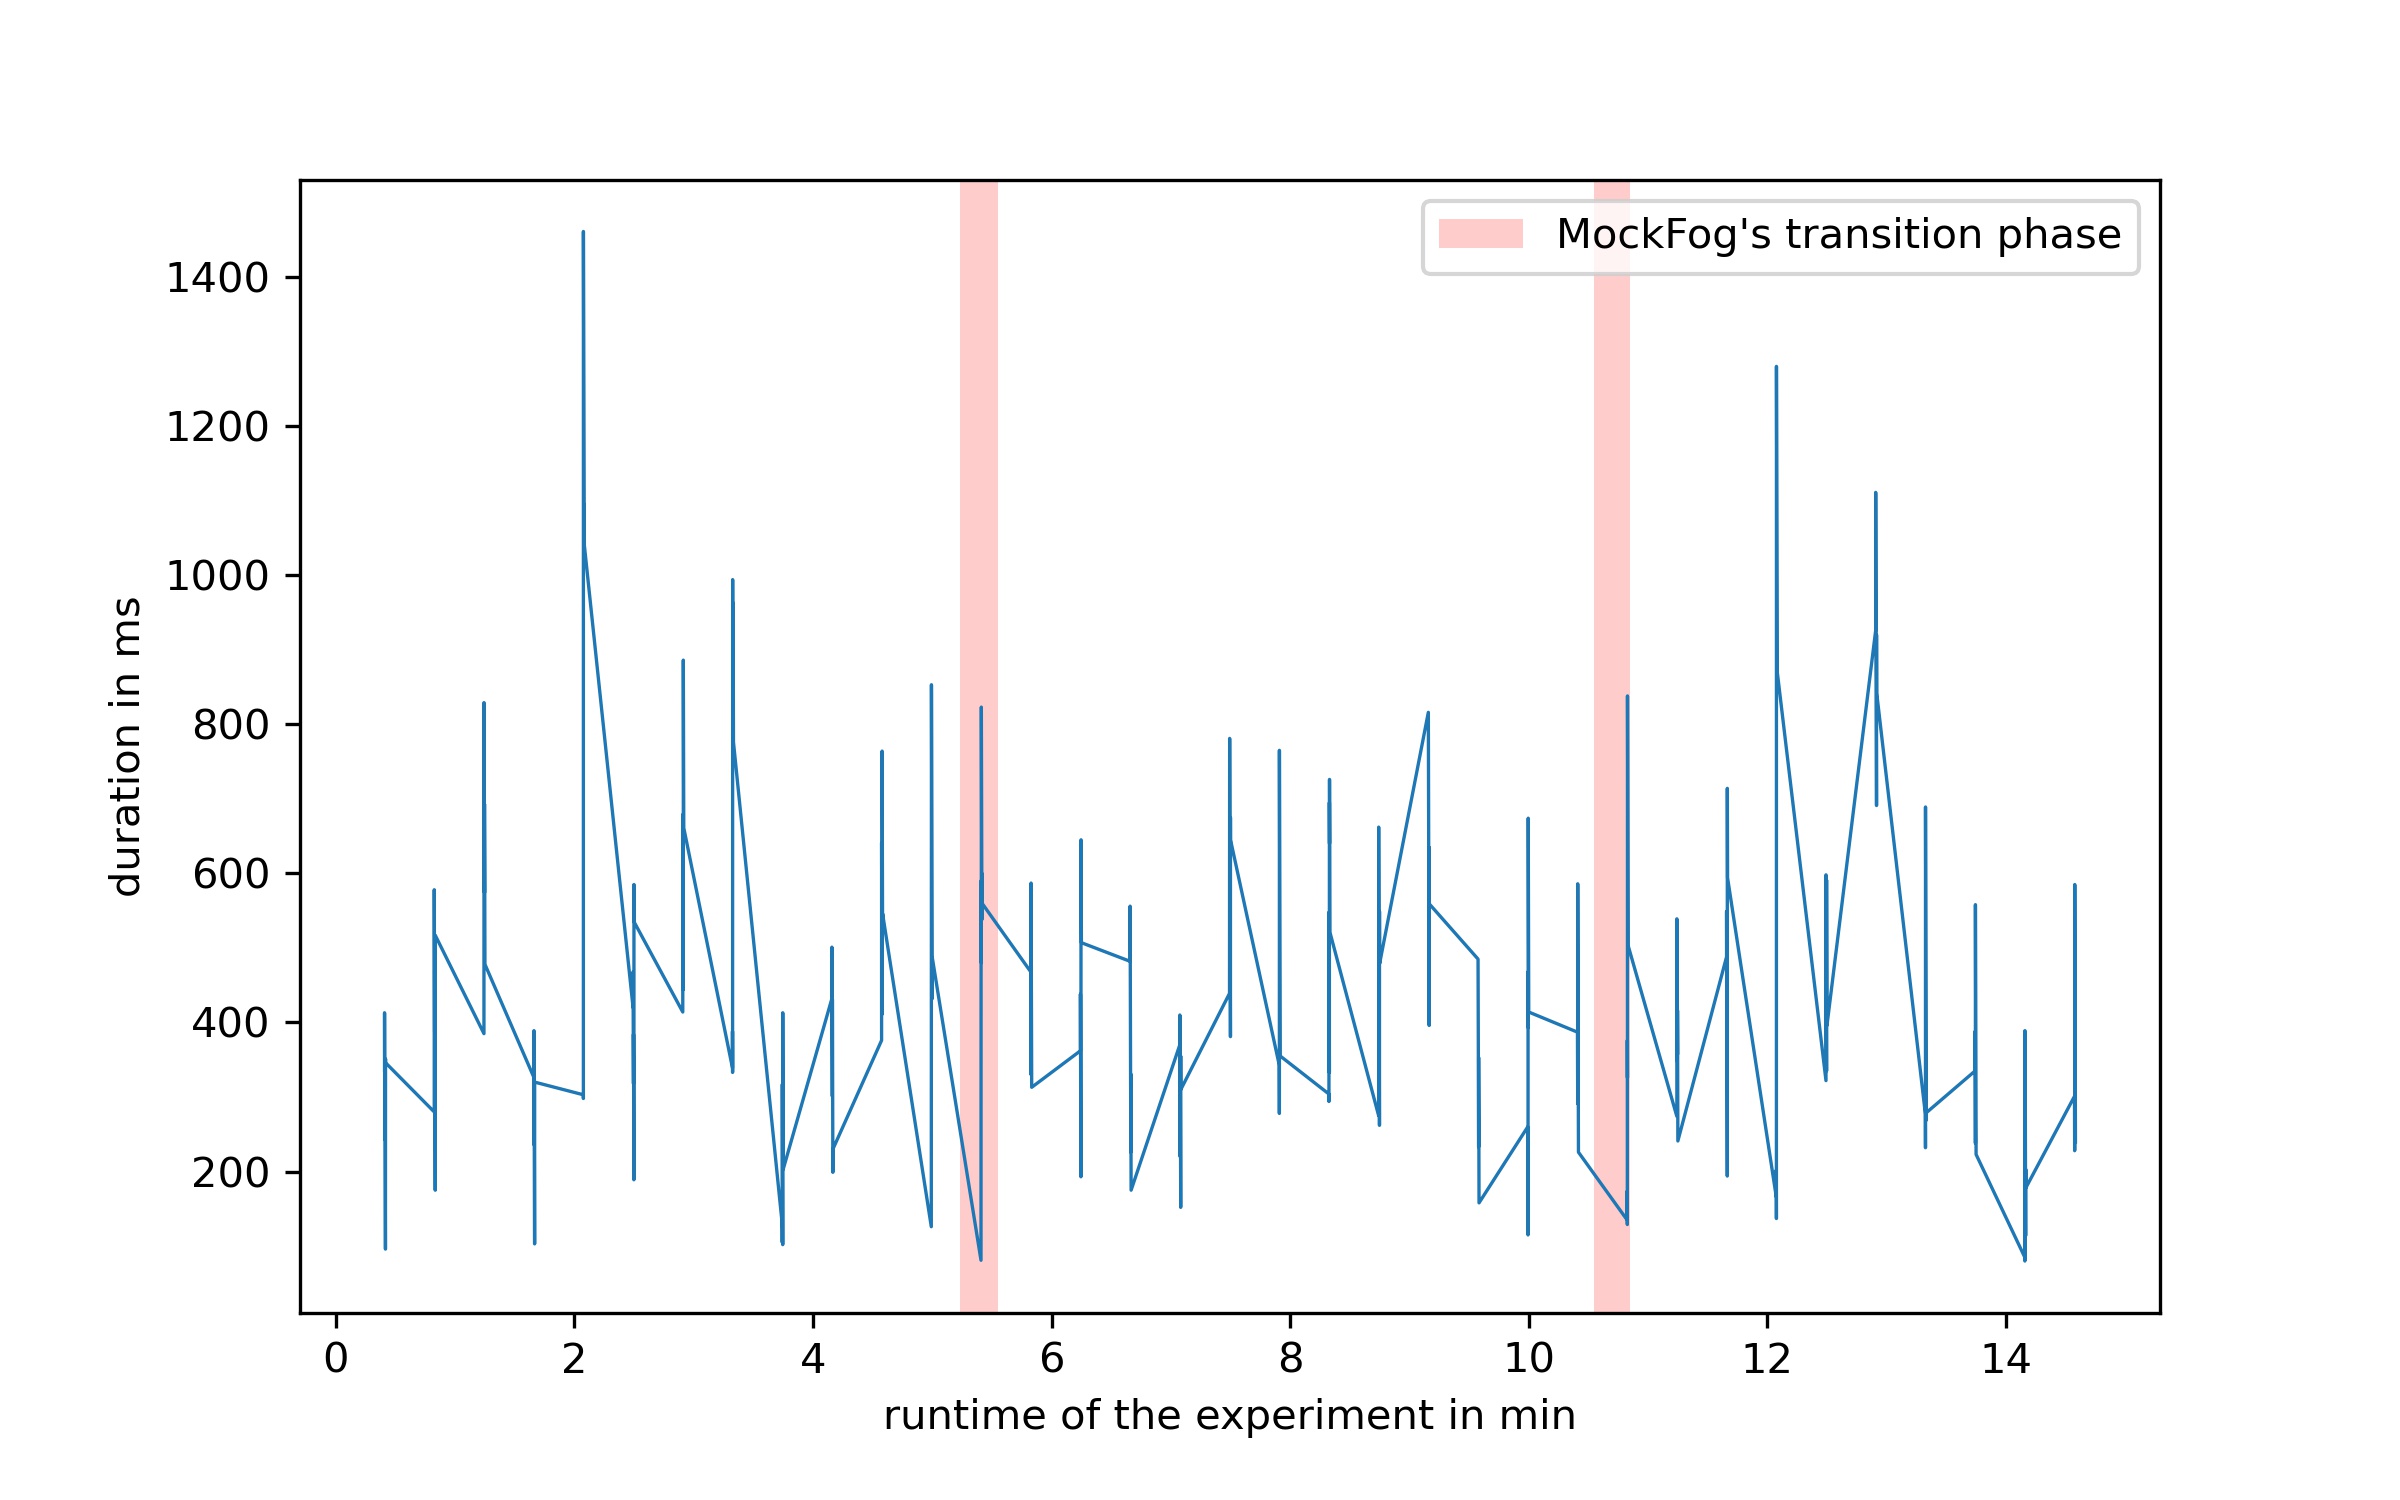 MockFog's transition phase
1400
1200
1000
800
600
400
200
duration in ms
0 2 4 6 8 10 12 14
runtime of the experiment in min